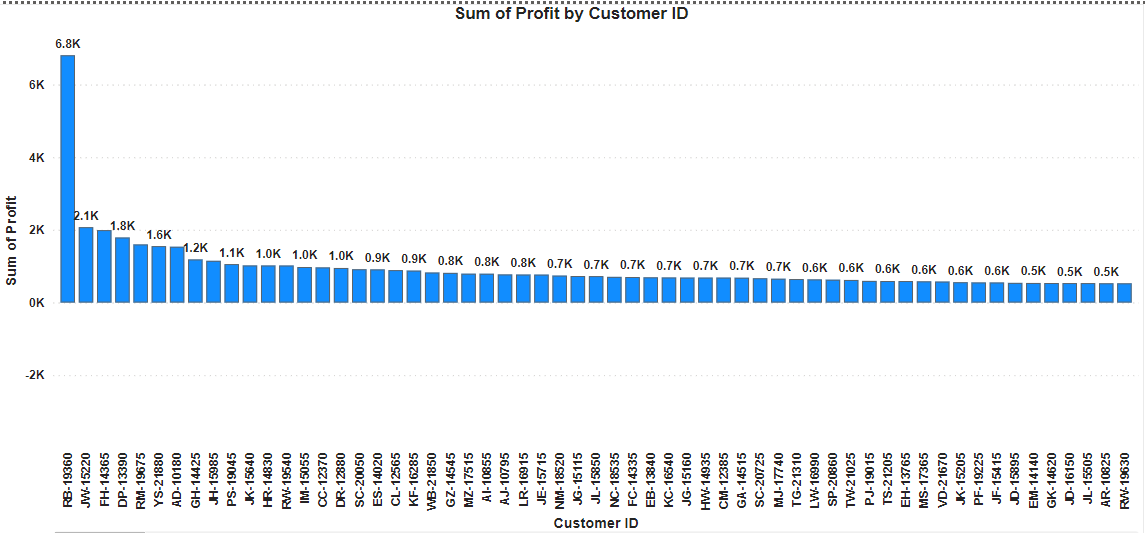 Sum of Profit by Customer ID
6.8K
6K
4K
Sum of Profit
2.1K
1.8K
1.6K
1.2K
1.1K
1.0K
1.0K
1.0K
0.9K
0.9K
0.8K
0.8K
0.8K
0.7K
0.7K
0.7K
0.7K
0.7K
0.7K
0.7K
0.6K
0.6K
0.6K
0.6K
0.6K
0.6K
0.5K
0.5K
0.5K
2K
0K
-2K
RB-19360
JW-15220
FH-14365
DP-13390
RM-19675
YS-21880
AD-10180
GH-14425
JH-15985
PS-19045
JK-15640
HR-14830
RW-19540
IM-15055
CC-12370
DR-12880
SC-20050
ES-14020
CL-12565
KF-16285
WB-21850
GZ-14545
MZ-17515
AI-10855
AJ-10795
LR-16915
JE-15715
NM-18520
JG-15115
JL-15850
NC-18535
FC-14335
EB-13840
KC-16540
JG-15160
HW-14935
CM-12385
GA-14515
SC-20725
MJ-17740
TG-21310
LW-16990
SP-20860
TW-21025
PJ-19015
TS-21205
EH-13765
MS-17365
VD-21670
JK-15205
PF-19225
JF-15415
JD-15895
EM-14140
GK-14620
JD-16150
JL-15505
AR-10825
RW-19630
Customer ID